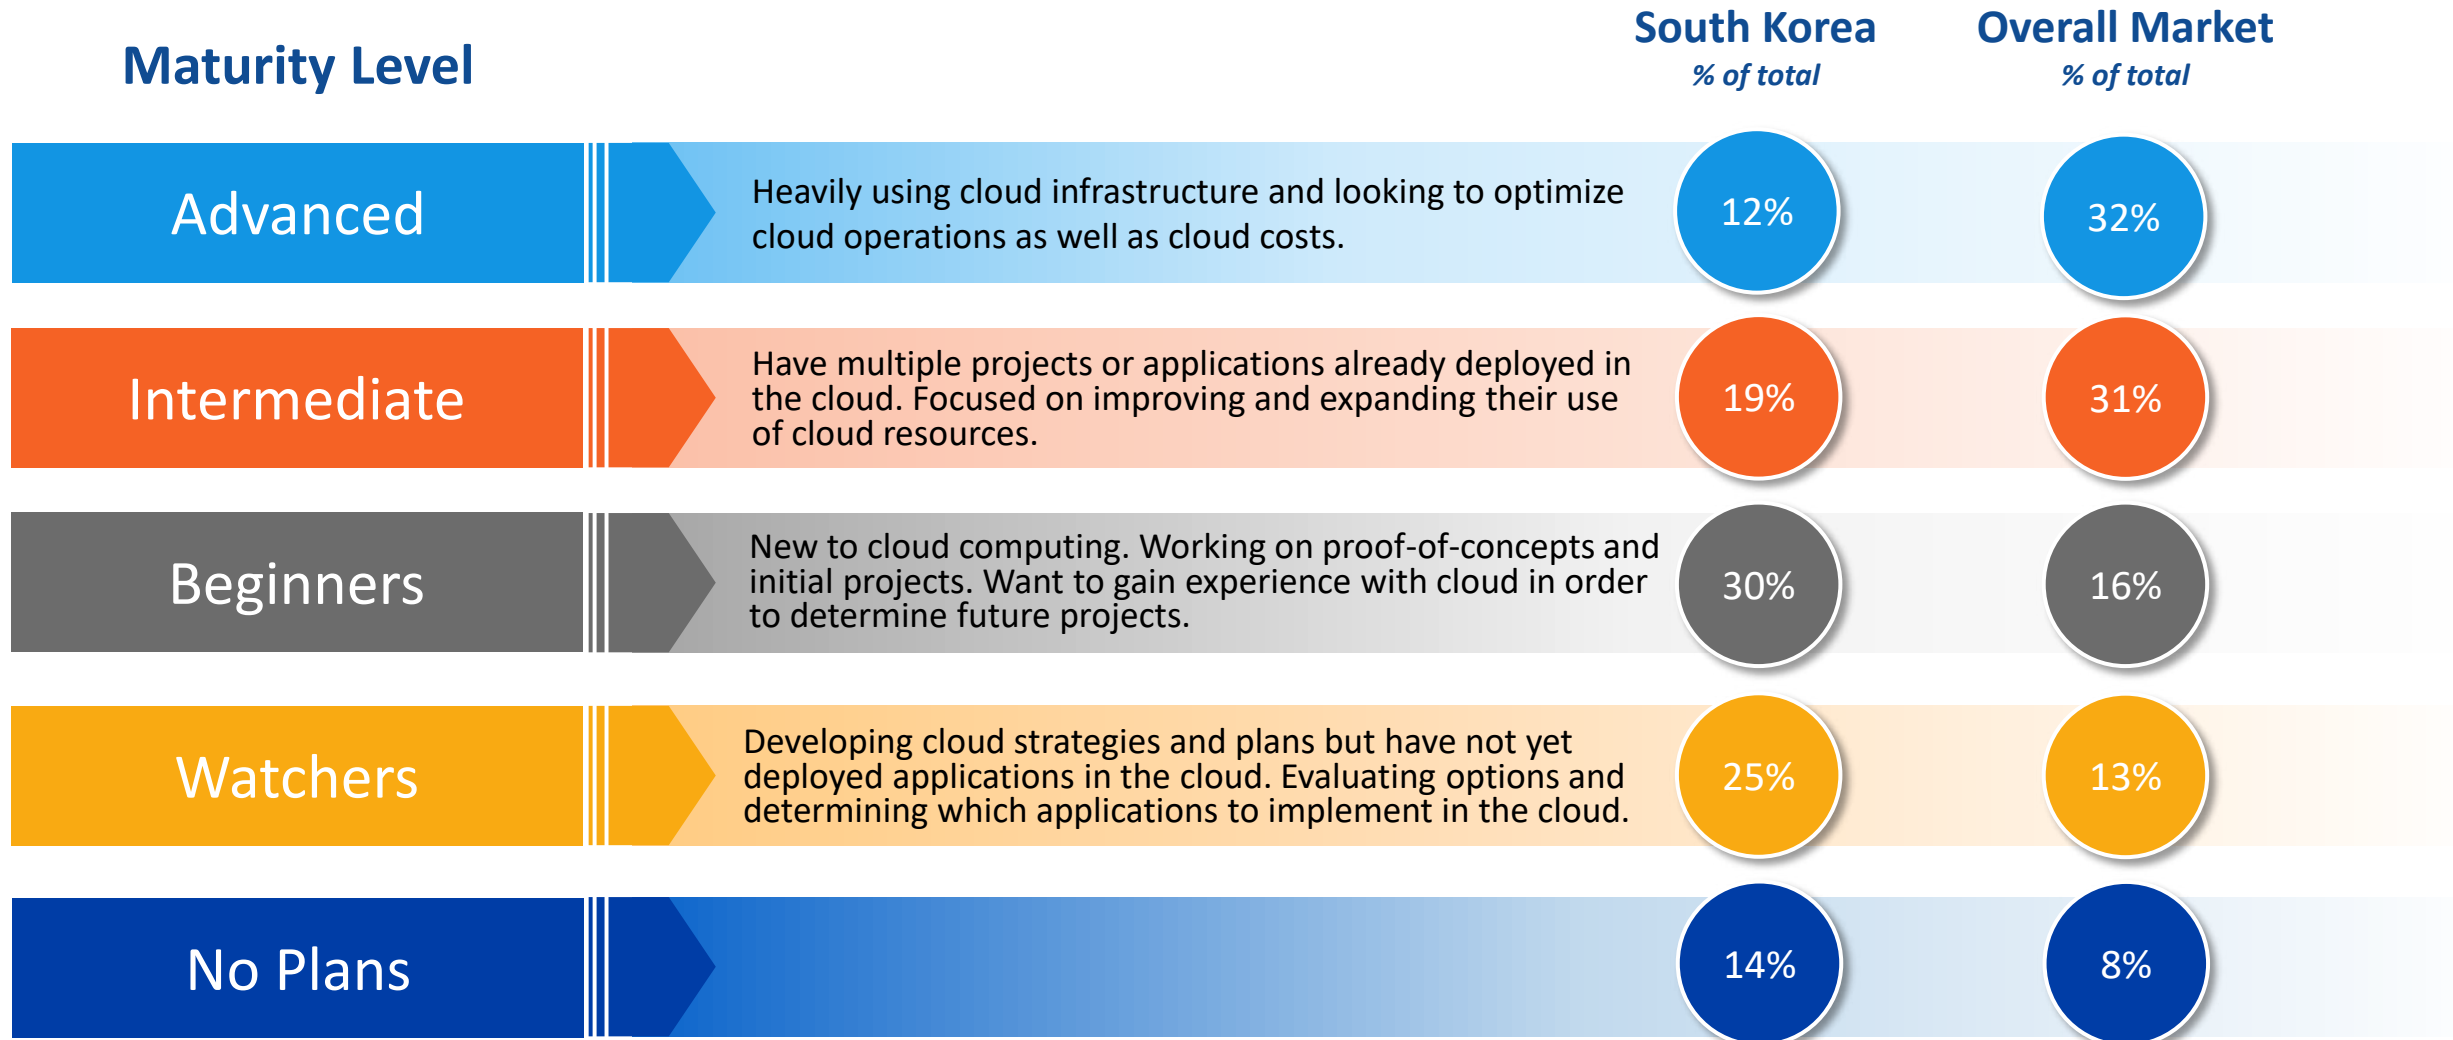 Maturity Level
South Korea
% of total
Overall Market
% of total
Advanced
Heavily using cloud infrastructure and looking to optimize
cloud operations as well as cloud costs.
12%
32%
Intermediate
Have multiple projects or applications already deployed in
the cloud. Focused on improving and expanding their use
of cloud resources.
19%
31%
Beginners
New to cloud computing. Working on proof-of-concepts and
initial projects. Want to gain experience with cloud in order
to determine future projects.
30%
16%
Watchers
Developing cloud strategies and plans but have not yet
deployed applications in the cloud. Evaluating options and
determining which applications to implement in the cloud.
25%
13%
No Plans
14%
8%